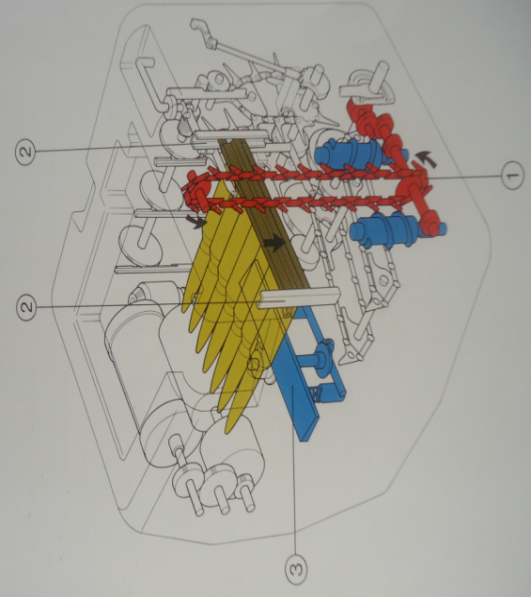 ②
②
①
③